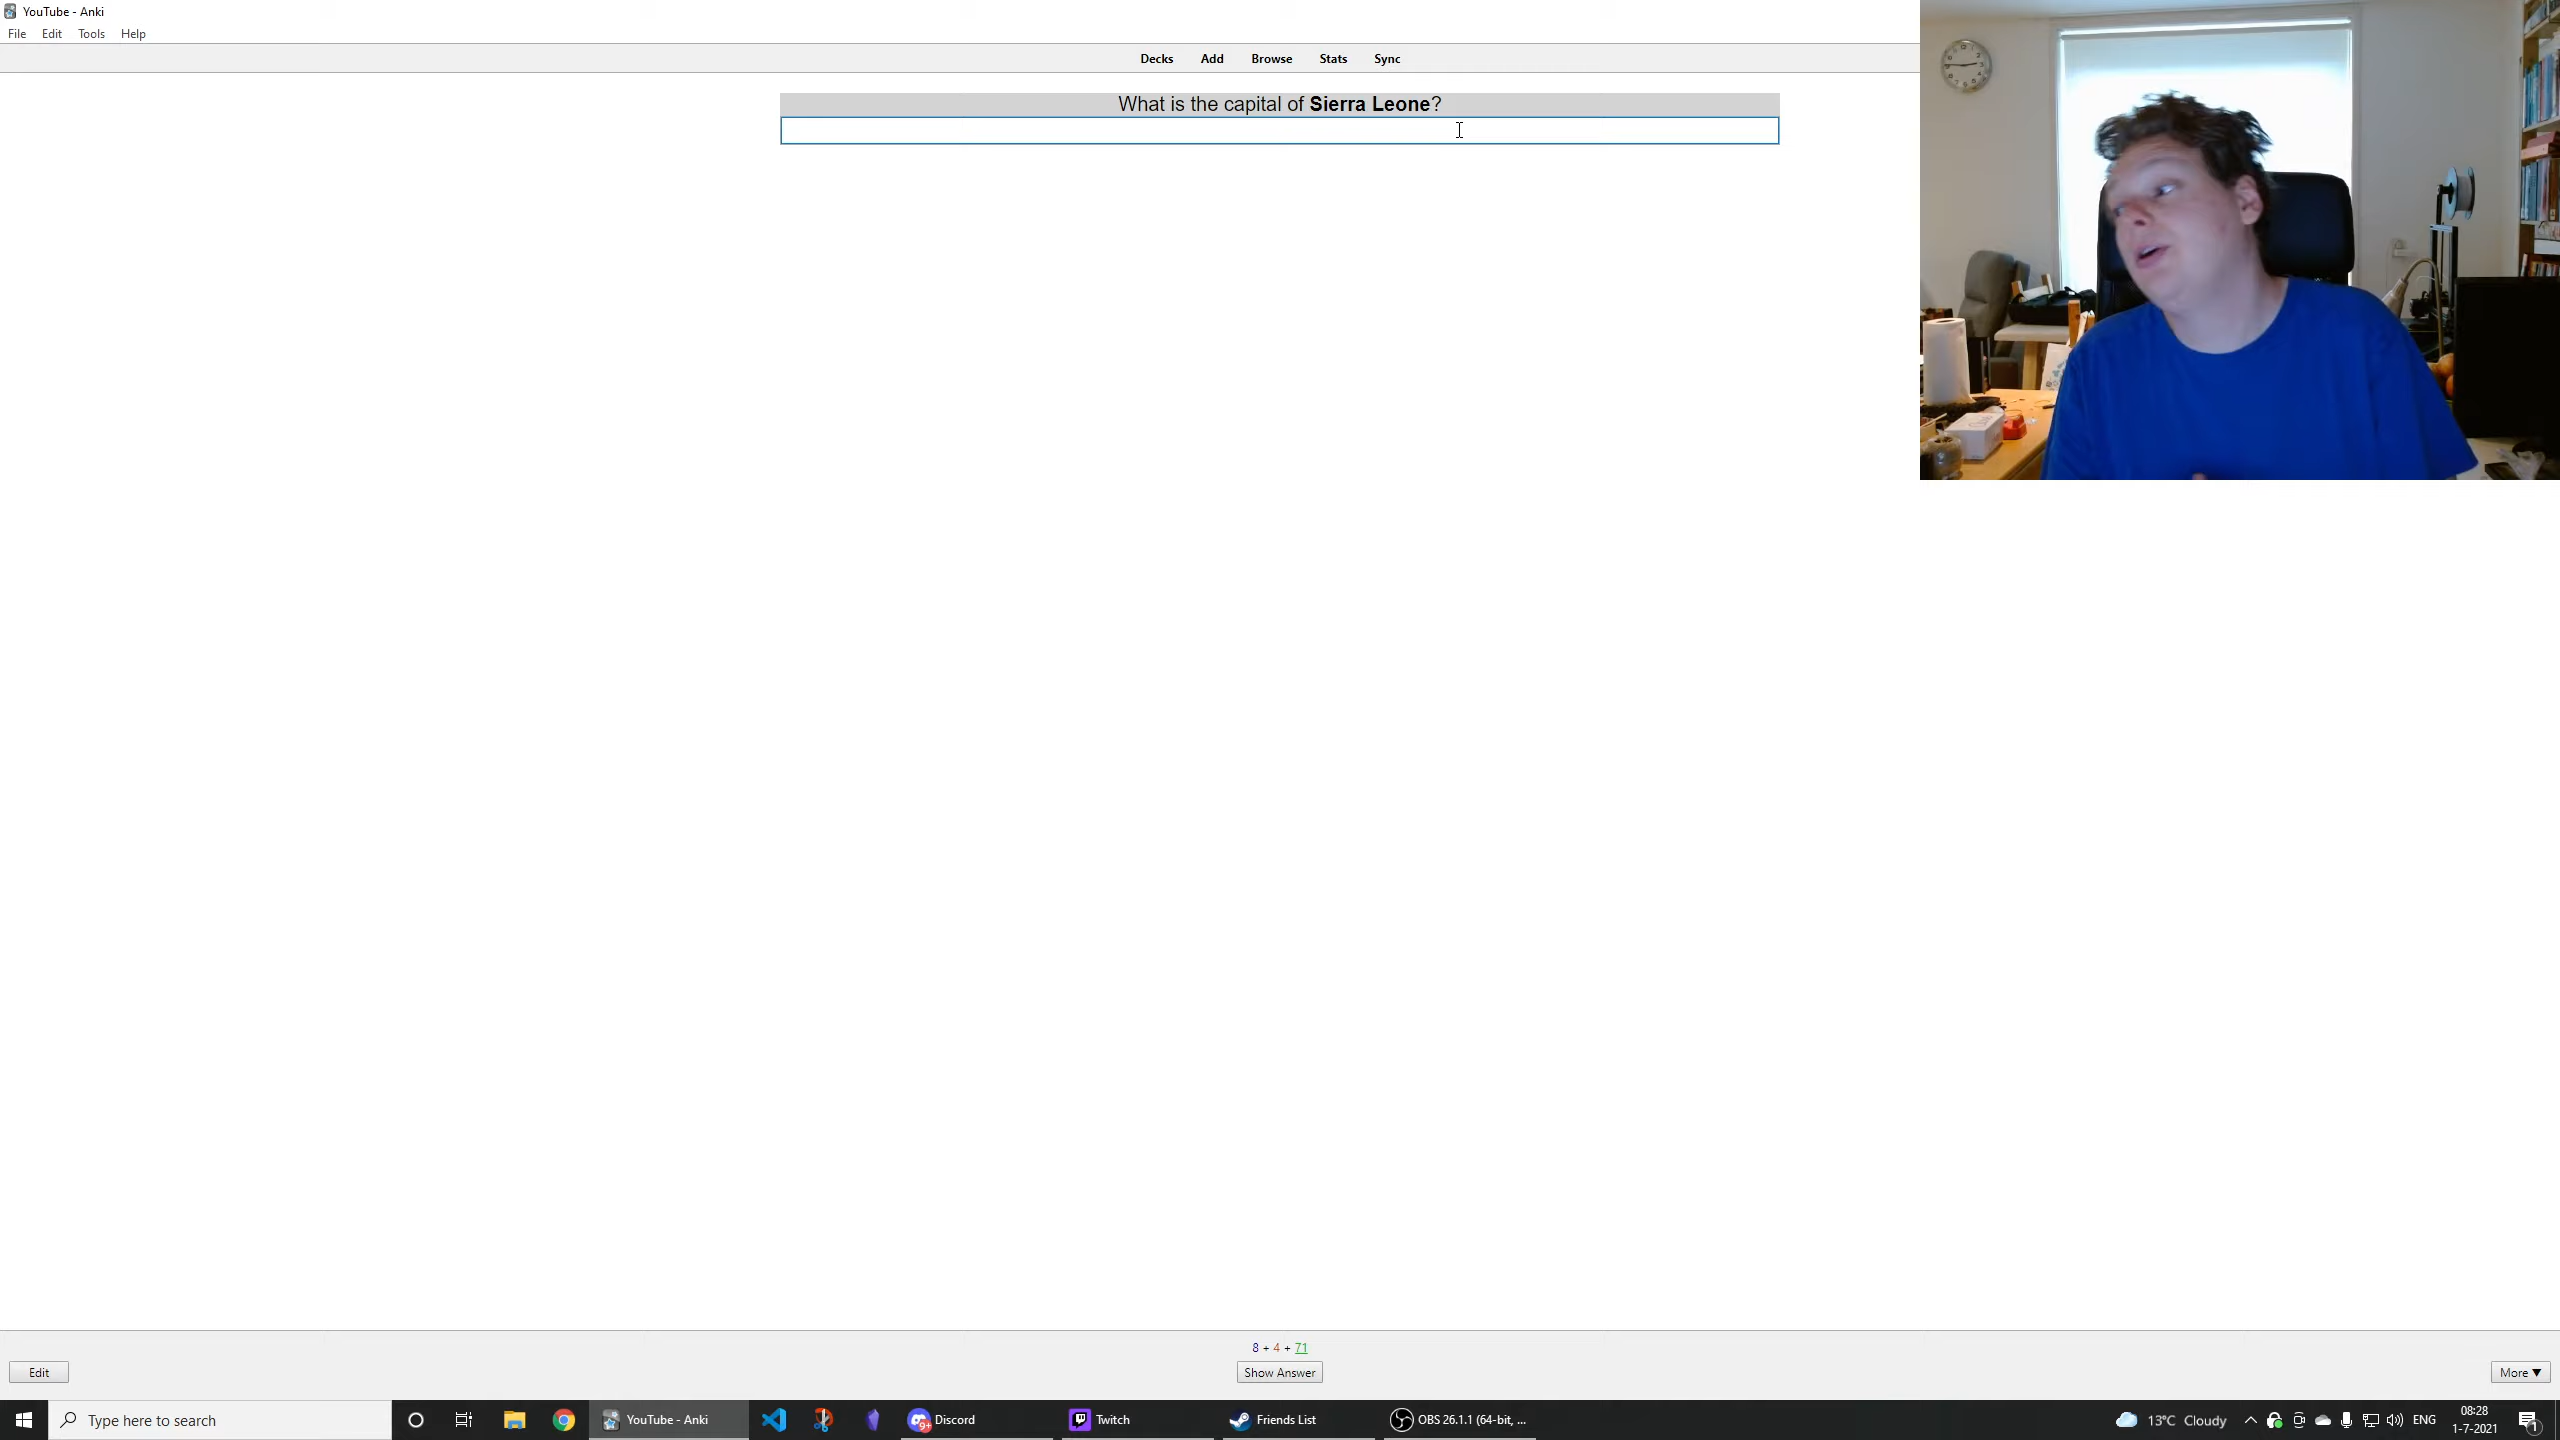 YouTube - Anki
File Edit Tools Help
Decks Add Browse Stats Sync
What is the capital of Sierra Leone?
8 + 4 + 71
Edit Show Answer More ▼
Type here to search YouTube - Anki 9+ Discord Twitch Friends List OBS 26.1.1 (64-bit, ... 13°C Cloudy ENG 08:28
1-7-2021 1